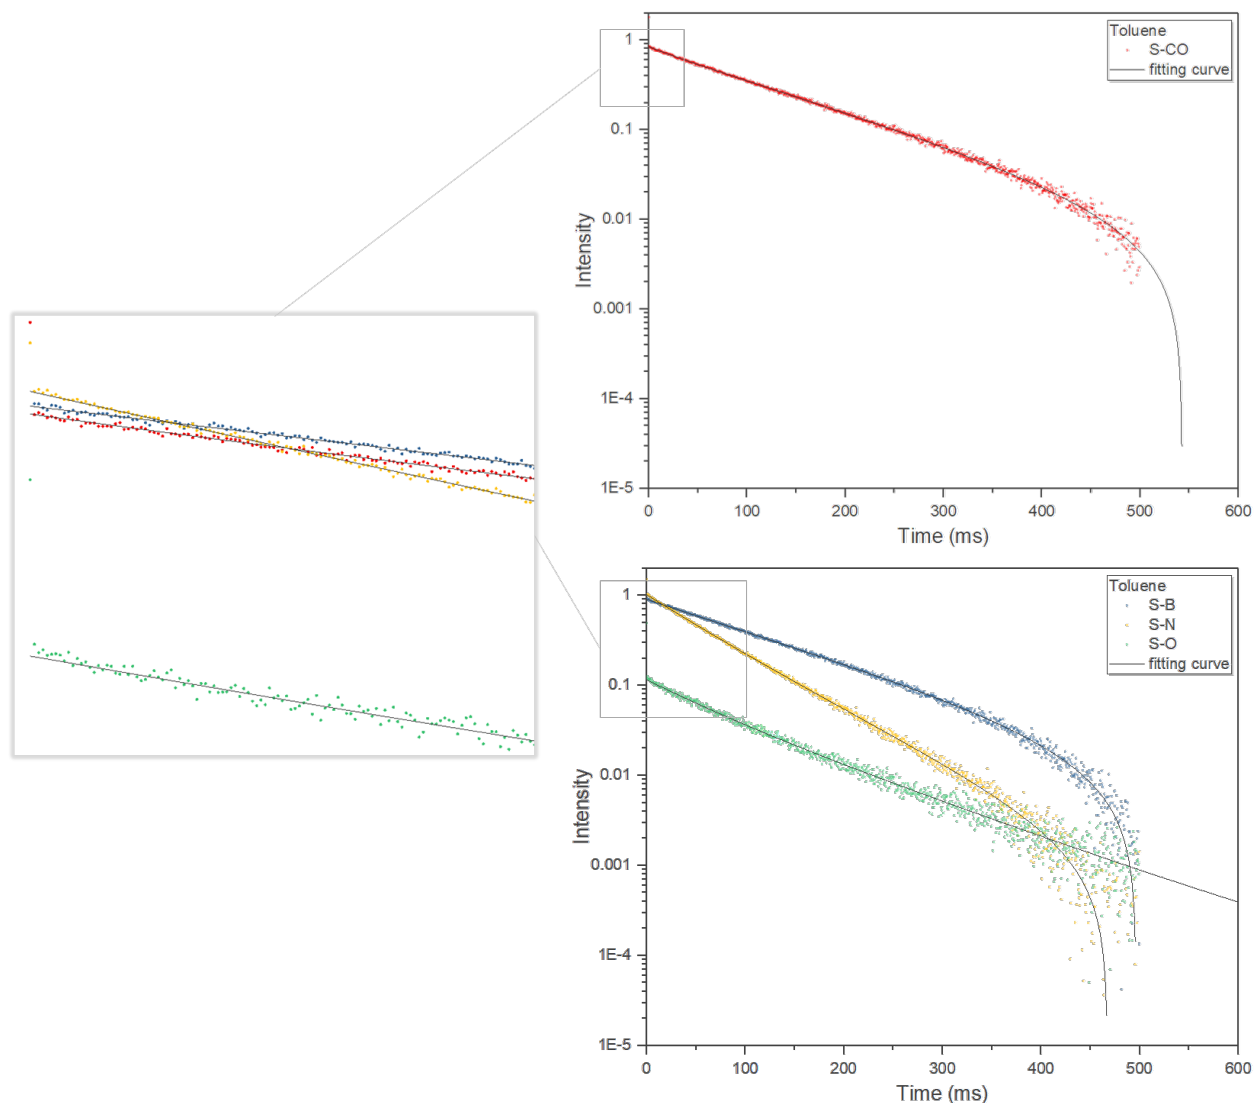 Toluene
S-CO
fitting curve
1
0.1
0.01
0.001
1E-4
1E-5
Intensity
0
100
200
300
400
500
600
Time (ms)
Toluene
S-B
S-N
S-O
fitting curve
1
0.1
0.01
0.001
1E-4
1E-5
Intensity
0
100
200
300
400
500
600
Time (ms)